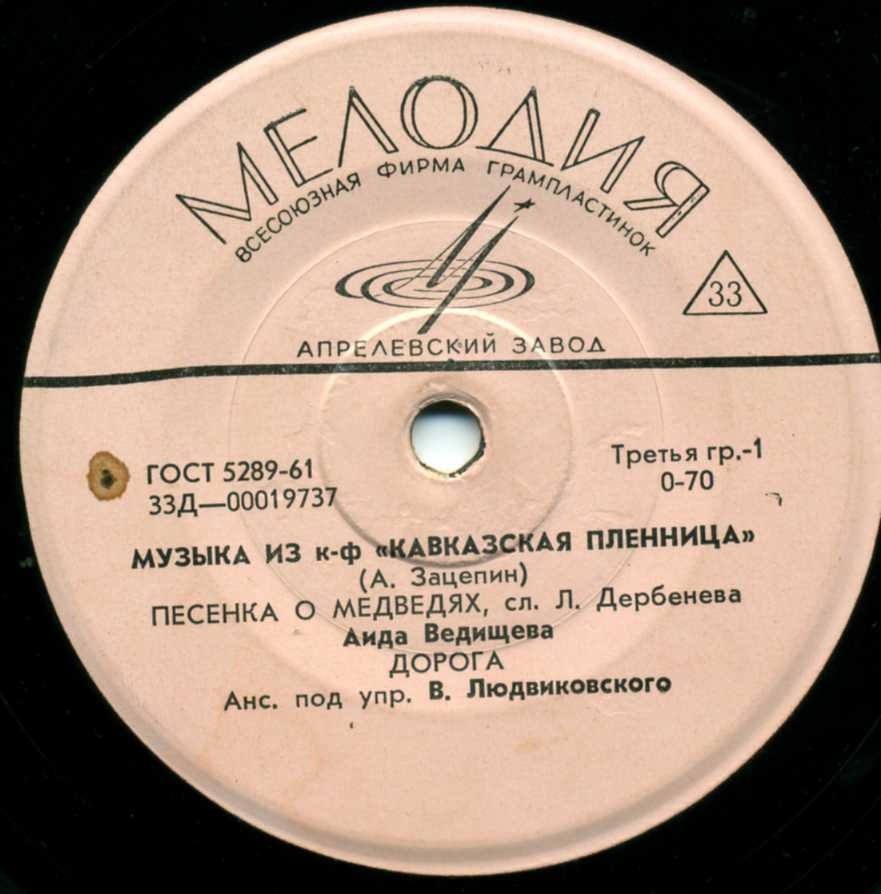 МЕЛОДИЯ
ВСЕСОЮЗНАЯ ФИРМА ГРАМПЛАСТИНОК
33
АПРЕЛЕВСКИЙ ЗАВОД
ГОСТ 5289-61
33Д—00019737
Третья гр.-1
0-70
МУЗЫКА ИЗ к-ф «КАВКАЗСКАЯ ПЛЕННИЦА»
(А. Зацепин)
ПЕСЕНКА О МЕДВЕДЯХ, сл. Л. Дербенева
Аида Ведищева
ДОРОГА
Анс. под упр. В. Людвиковского